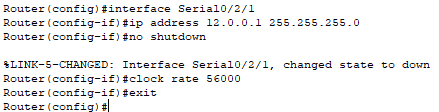 Router(config)#interface Serial0/2/1
Router(config-if)#ip address 12.0.0.1 255.255.255.0
Router(config-if)#no shutdown
%LINK-5-CHANGED: Interface Serial0/2/1, changed state to down
Router(config-if)#clock rate 56000
Router(config-if)#exit
Router(config)#